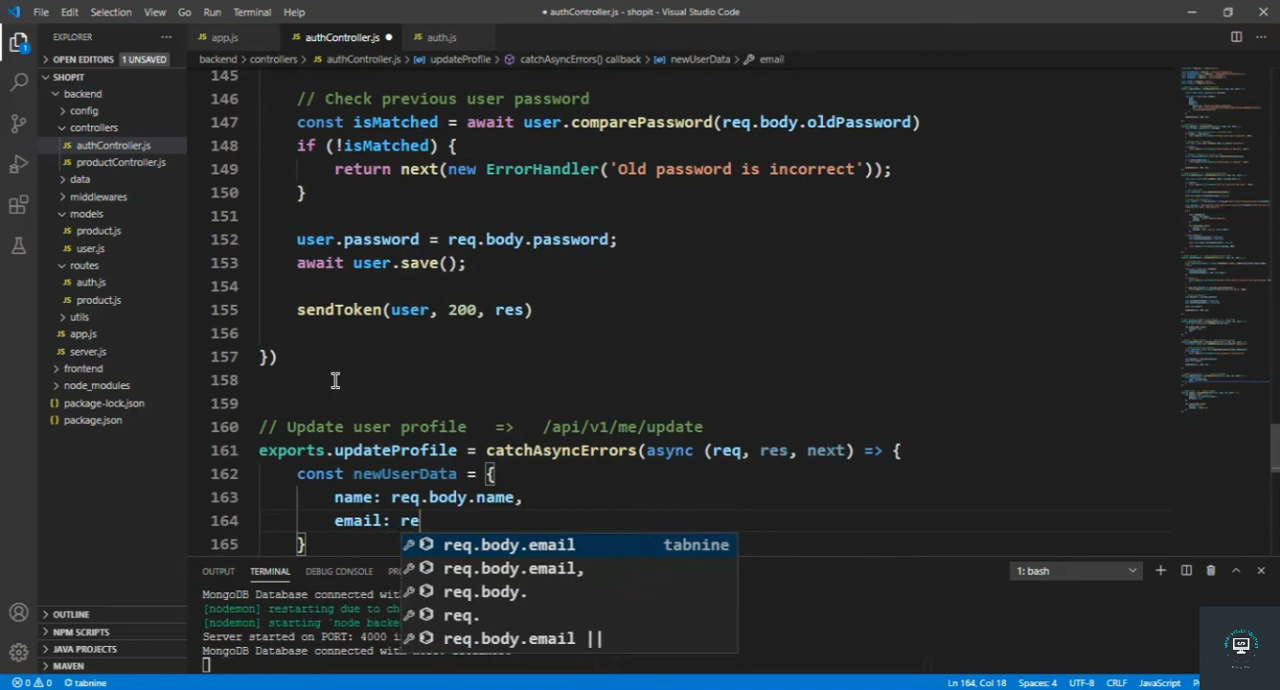 File Edit Selection View Go Run Terminal Help
● authController.js - shopit - Visual Studio Code
EXPLORER
app.js
authController.js
auth.js
OPEN EDITORS 1 UNSAVED
backend > controllers > authController.js > updateProfile > catchAsyncErrors() callback > newUserData > email
SHOPIT
backend
config
controllers
authController.js
productController.js
data
middlewares
models
product.js
user.js
routes
auth.js
product.js
utils
app.js
server.js
frontend
node_modules
package-lock.json
package.json
OUTLINE
NPM SCRIPTS
JAVA PROJECTS
MAVEN
145
146 // Check previous user password
147 const isMatched = await user.comparePassword(req.body.oldPassword)
148 if (!isMatched) {
149 return next(new ErrorHandler('Old password is incorrect'));
150 }
151
152 user.password = req.body.password;
153 await user.save();
154
155 sendToken(user, 200, res)
156
157 })
158
159
160 // Update user profile => /api/v1/me/update
161 exports.updateProfile = catchAsyncErrors(async (req, res, next) => {
162 const newUserData = {
163 name: req.body.name,
164 email: re
165 }
req.body.email tabnine
req.body.email,
req.body.
req.
req.body.email ||
OUTPUT TERMINAL DEBUG CONSOLE
1: bash
MongoDB Database connected
[nodemon] restarting due to
[nodemon] starting `node
Server started on PORT: 4000
MongoDB Database connected
0 0 tabnine
Ln 164, Col 18 Spaces: 4 UTF-8 CRLF JavaScript